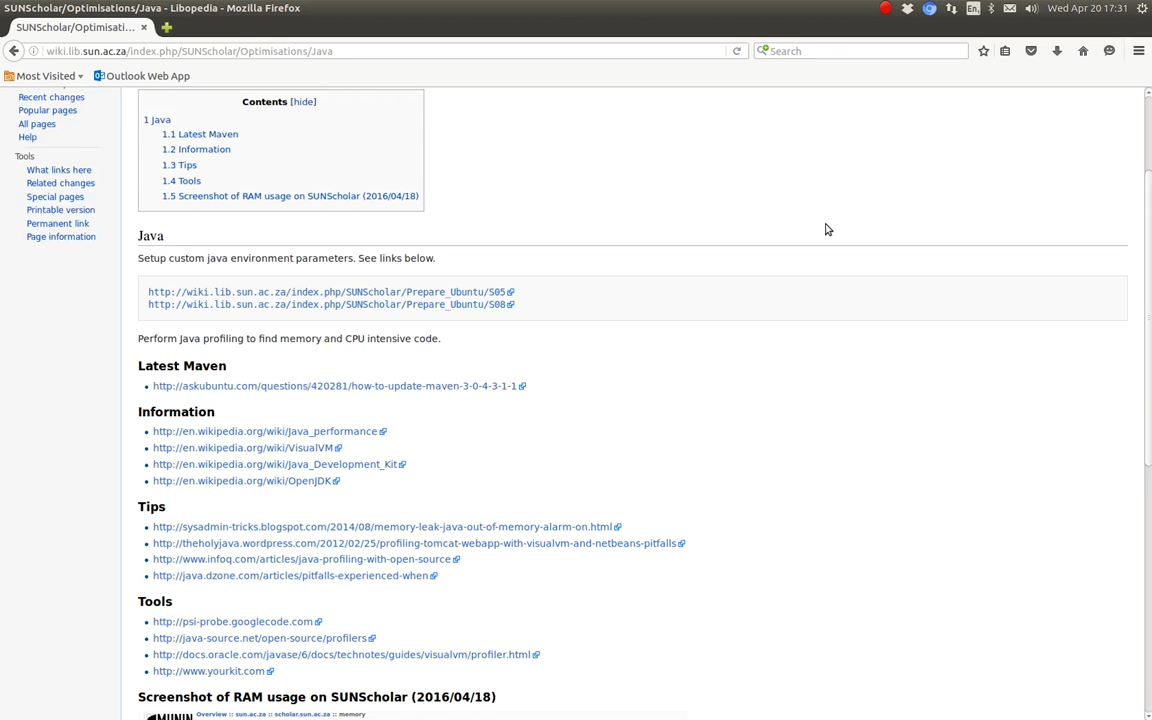 SUNScholar/Optimisations/Java - Libopedia - Mozilla Firefox
En
Wed Apr 20 17:31
SUNScholar/Optimisati...
wiki.lib.sun.ac.za/index.php/SUNScholar/Optimisations/Java
Search
Most Visited
Outlook Web App
Recent changes
Popular pages
All pages
Help
Tools
What links here
Related changes
Special pages
Printable version
Permanent link
Page information
Contents [hide]
1 Java
1.1 Latest Maven
1.2 Information
1.3 Tips
1.4 Tools
1.5 Screenshot of RAM usage on SUNScholar (2016/04/18)
Java
Setup custom java environment parameters. See links below.
http://wiki.lib.sun.ac.za/index.php/SUNScholar/Prepare_Ubuntu/S05
http://wiki.lib.sun.ac.za/index.php/SUNScholar/Prepare_Ubuntu/S08
Perform Java profiling to find memory and CPU intensive code.
Latest Maven
http://askubuntu.com/questions/420281/how-to-update-maven-3-0-4-3-1-1
Information
http://en.wikipedia.org/wiki/Java_performance
http://en.wikipedia.org/wiki/VisualVM
http://en.wikipedia.org/wiki/Java_Development_Kit
http://en.wikipedia.org/wiki/OpenJDK
Tips
http://sysadmin-tricks.blogspot.com/2014/08/memory-leak-java-out-of-memory-alarm-on.html
http://theholyjava.wordpress.com/2012/02/25/profiling-tomcat-webapp-with-visualvm-and-netbeans-pitfalls
http://www.infoq.com/articles/java-profiling-with-open-source
http://java.dzone.com/articles/pitfalls-experienced-when
Tools
http://psi-probe.googlecode.com
http://java-source.net/open-source/profilers
http://docs.oracle.com/javase/6/docs/technotes/guides/visualvm/profiler.html
http://www.yourkit.com
Screenshot of RAM usage on SUNScholar (2016/04/18)
MUNIN
Overview :: sun.ac.za :: scholar.sun.ac.za :: memory